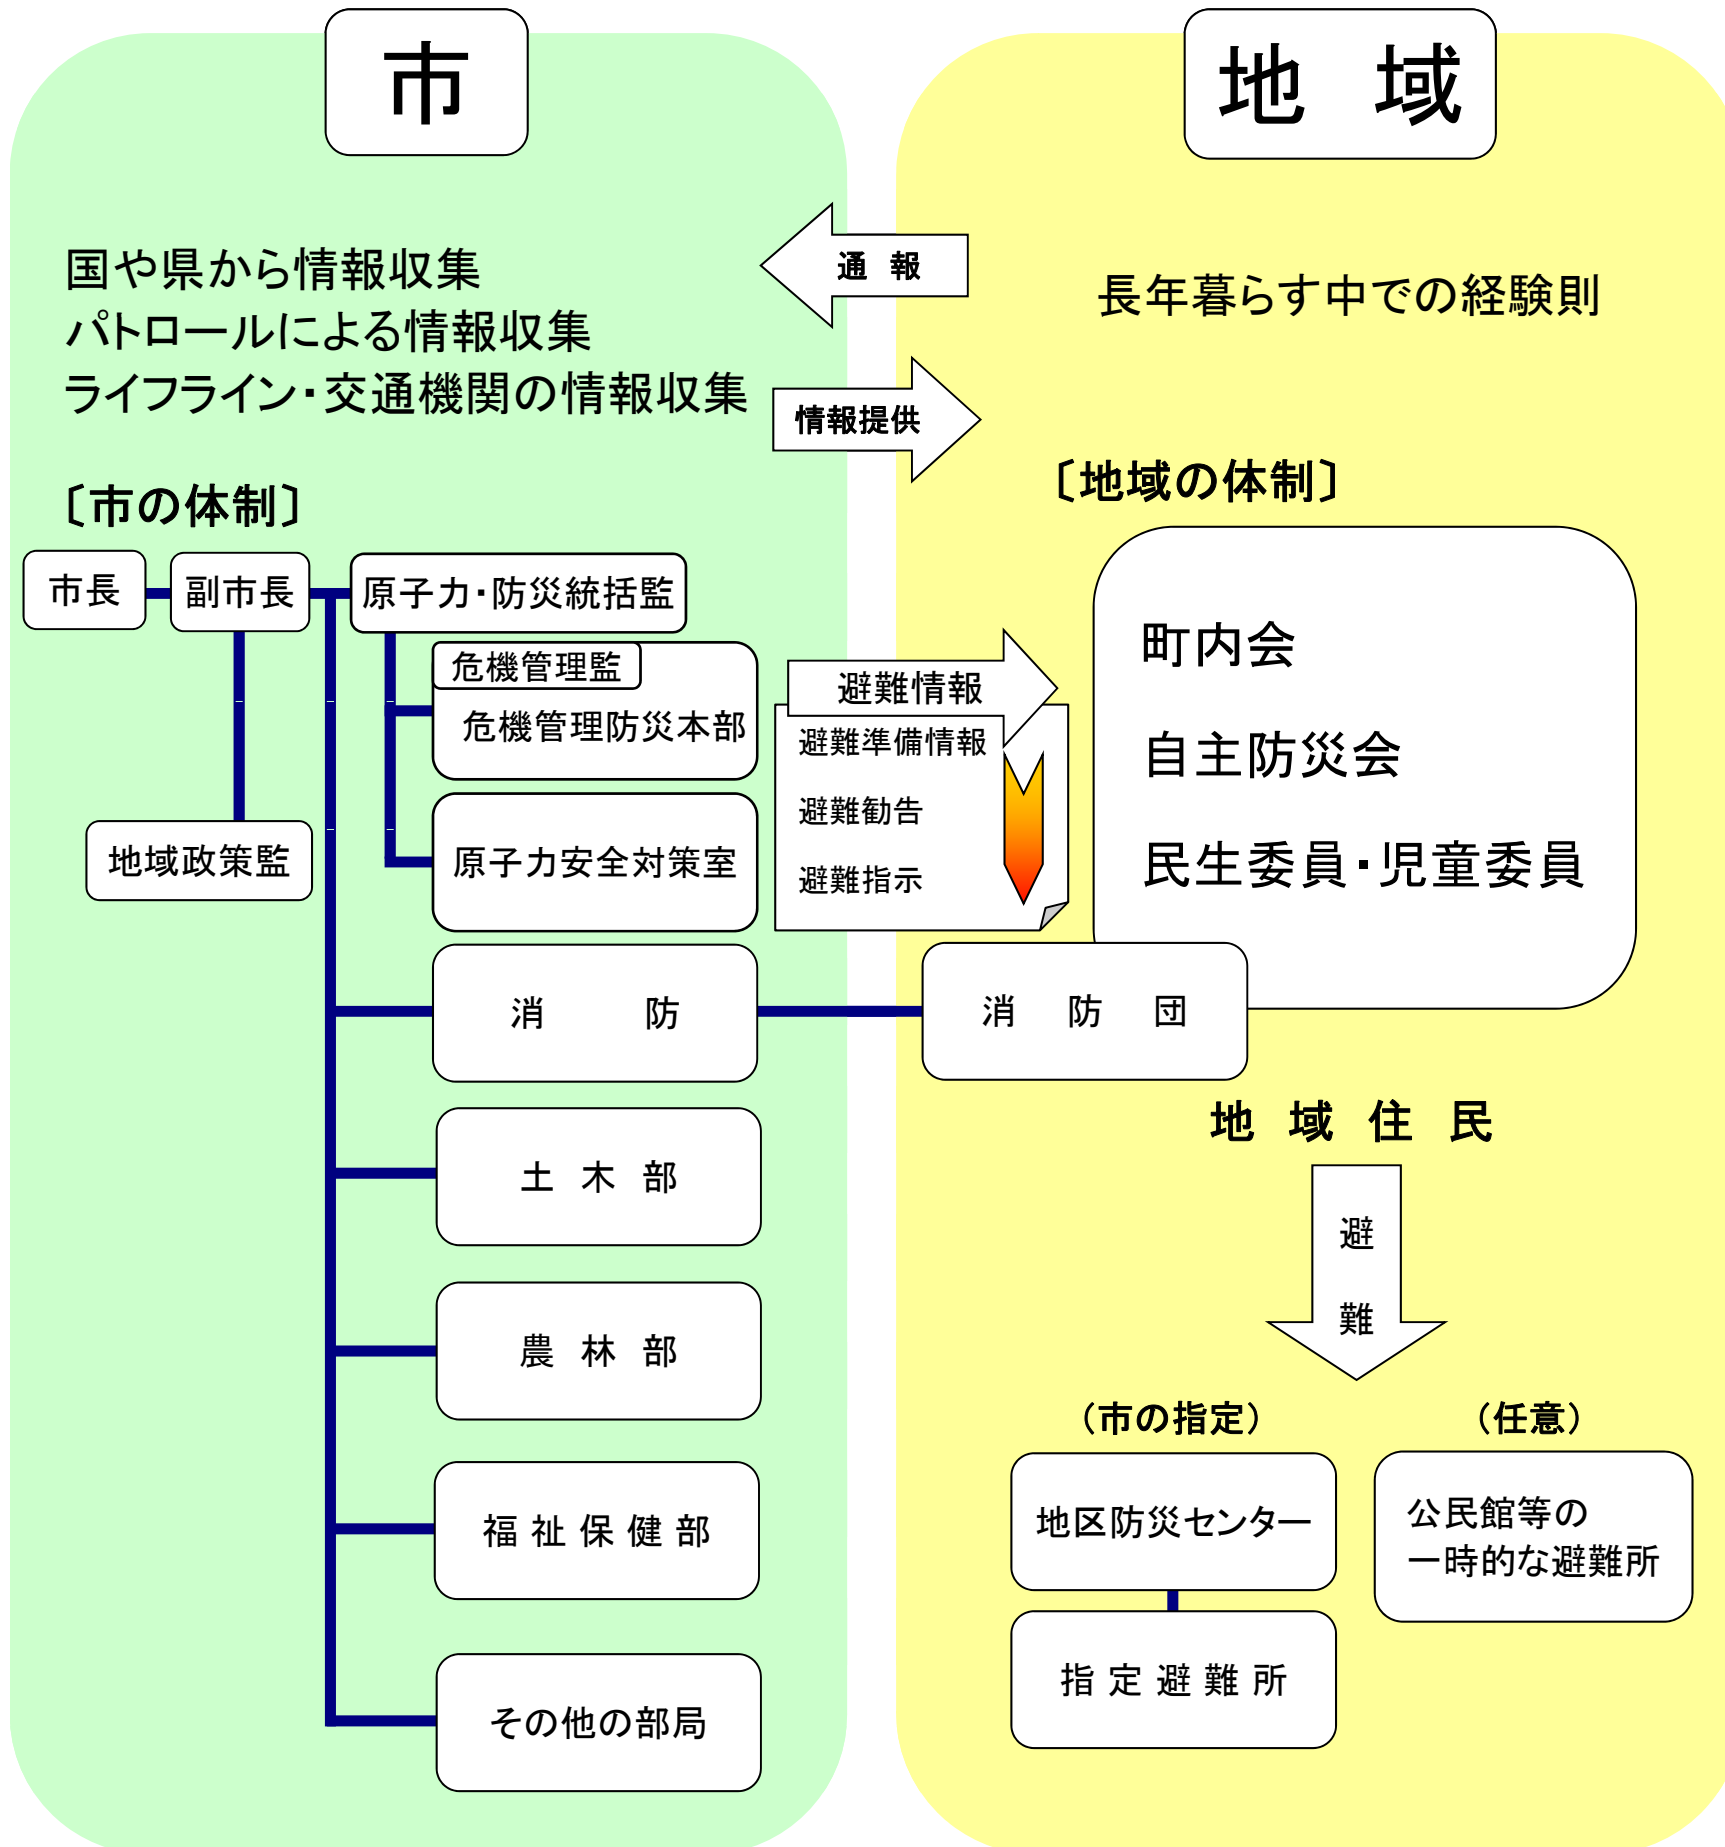 市
国や県から情報収集
パトロールによる情報収集
ライフライン・交通機関の情報収集
〔市の体制〕
市長
副市長
原子力・防災統括監
危機管理監
危機管理防災本部
地域政策監
原子力安全対策室
消　防
土　木　部
農　林　部
福 祉 保 健 部
その他の部局
通　報
情報提供
避難情報
避難準備情報
避難勧告
避難指示
地　域
長年暮らす中での経験則
〔地域の体制〕
町内会
自主防災会
民生委員・児童委員
消　防　団
地　域　住　民
避
難
（市の指定）
地区防災センター
指 定 避 難 所
（任意）
公民館等の
一時的な避難所